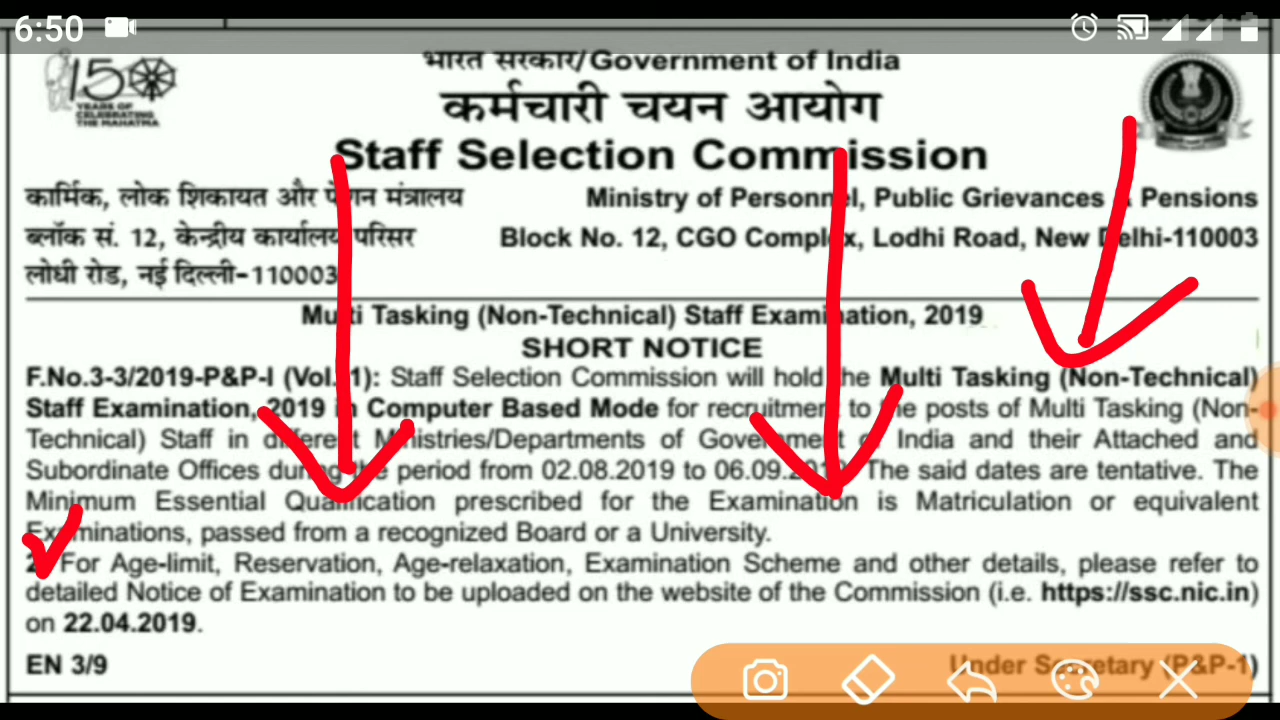 6:50
भारत सरकार/Government of India
150
YEARS OF
CELEBRATING
THE MAHATMA
कर्मचारी चयन आयोग
Staff Selection Commission
कार्मिक, लोक शिकायत और पेंशन मंत्रालय
Ministry of Personnel, Public Grievances & Pensions
ब्लॉक सं. 12, केन्द्रीय कार्यालय परिसर
Block No. 12, CGO Complex, Lodhi Road, New Delhi-110003
लोधी रोड, नई दिल्ली-110003
Multi Tasking (Non-Technical) Staff Examination, 2019
SHORT NOTICE
F.No.3-3/2019-P&P-I (Vol. 1): Staff Selection Commission will hold the Multi Tasking (Non-Technical)
Staff Examination, 2019 in Computer Based Mode for recruitment to the posts of Multi Tasking (Non-
Technical) Staff in different Ministries/Departments of Government of India and their Attached and
Subordinate Offices during the period from 02.08.2019 to 06.09.2019. The said dates are tentative. The
Minimum Essential Qualification prescribed for the Examination is Matriculation or equivalent
Examinations, passed from a recognized Board or a University.
2. For Age-limit, Reservation, Age-relaxation, Examination Scheme and other details, please refer to
detailed Notice of Examination to be uploaded on the website of the Commission (i.e. https://ssc.nic.in)
on 22.04.2019.
EN 3/9
Under Secretary (P&P-1)